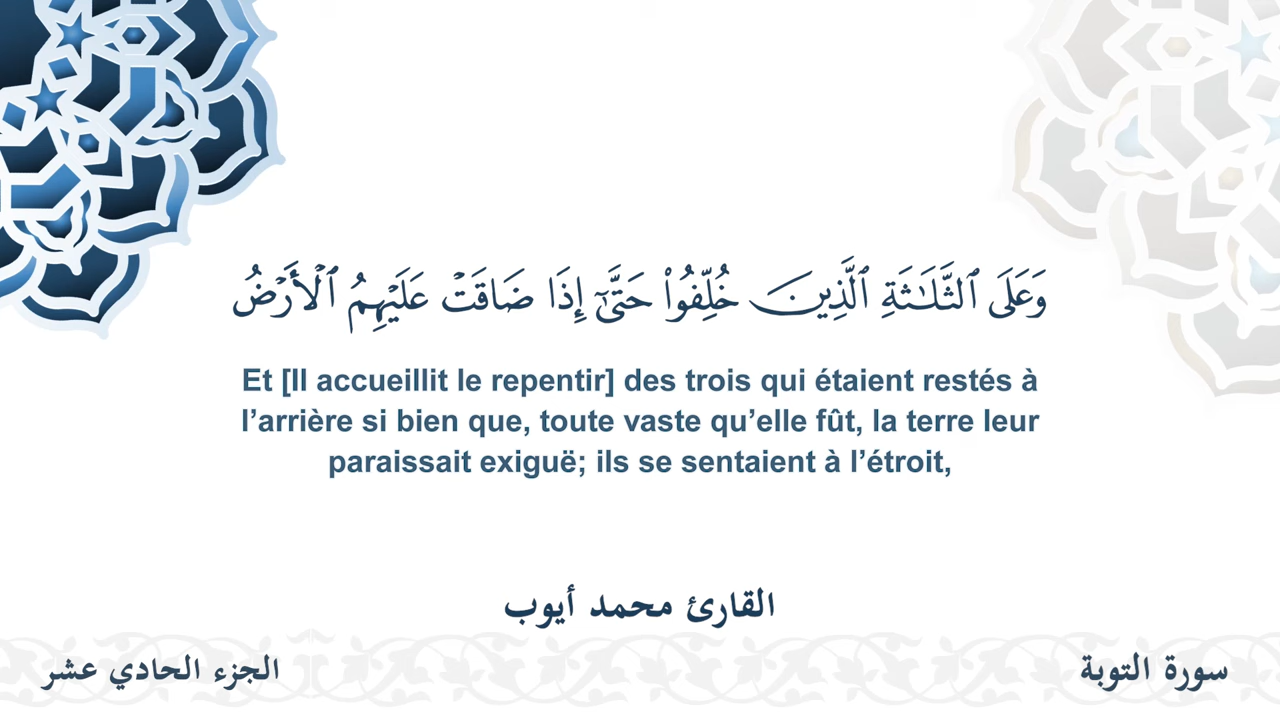 وَعَلَى ٱلثَّلَـٰثَةِ ٱلَّذِينَ خُلِّفُوا۟ حَتَّىٰٓ إِذَا ضَاقَتْ عَلَيْهِمُ ٱلْأَرْضُ
Et [Il accueillit le repentir] des trois qui étaient restés à
l’arrière si bien que, toute vaste qu’elle fût, la terre leur
paraissait exiguë; ils se sentaient à l’étroit,
القارئ محمد أيوب
سورة التوبة
الجزء الحادي عشر